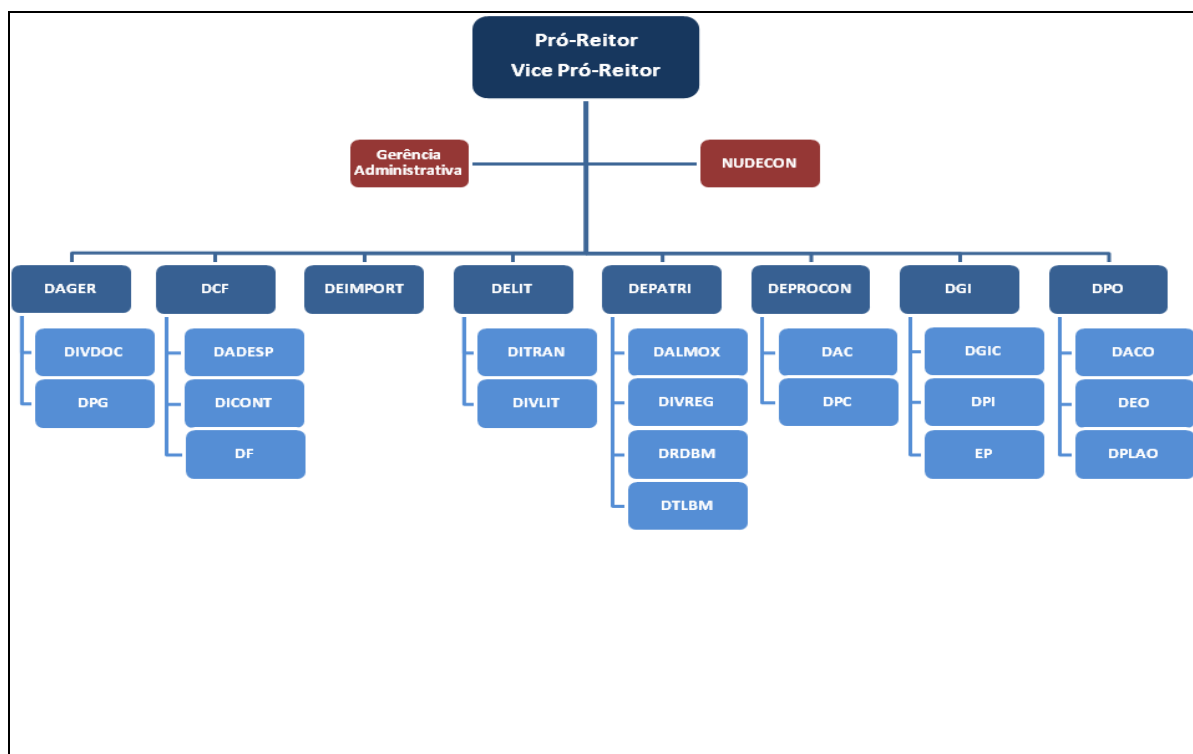 Pró-Reitor
Vice Pró-Reitor
Gerência
Administrativa
NUDECON
DAGER
DCF
DEIMPORT
DELIT
DEPATRI
DEPROCON
DGI
DPO
DIVDOC
DPG
DADESP
DICONT
DF
DITRAN
DIVLIT
DALMOX
DIVREG
DRDBM
DTLBM
DAC
DPC
DGIC
DPI
EP
DACO
DEO
DPLAO